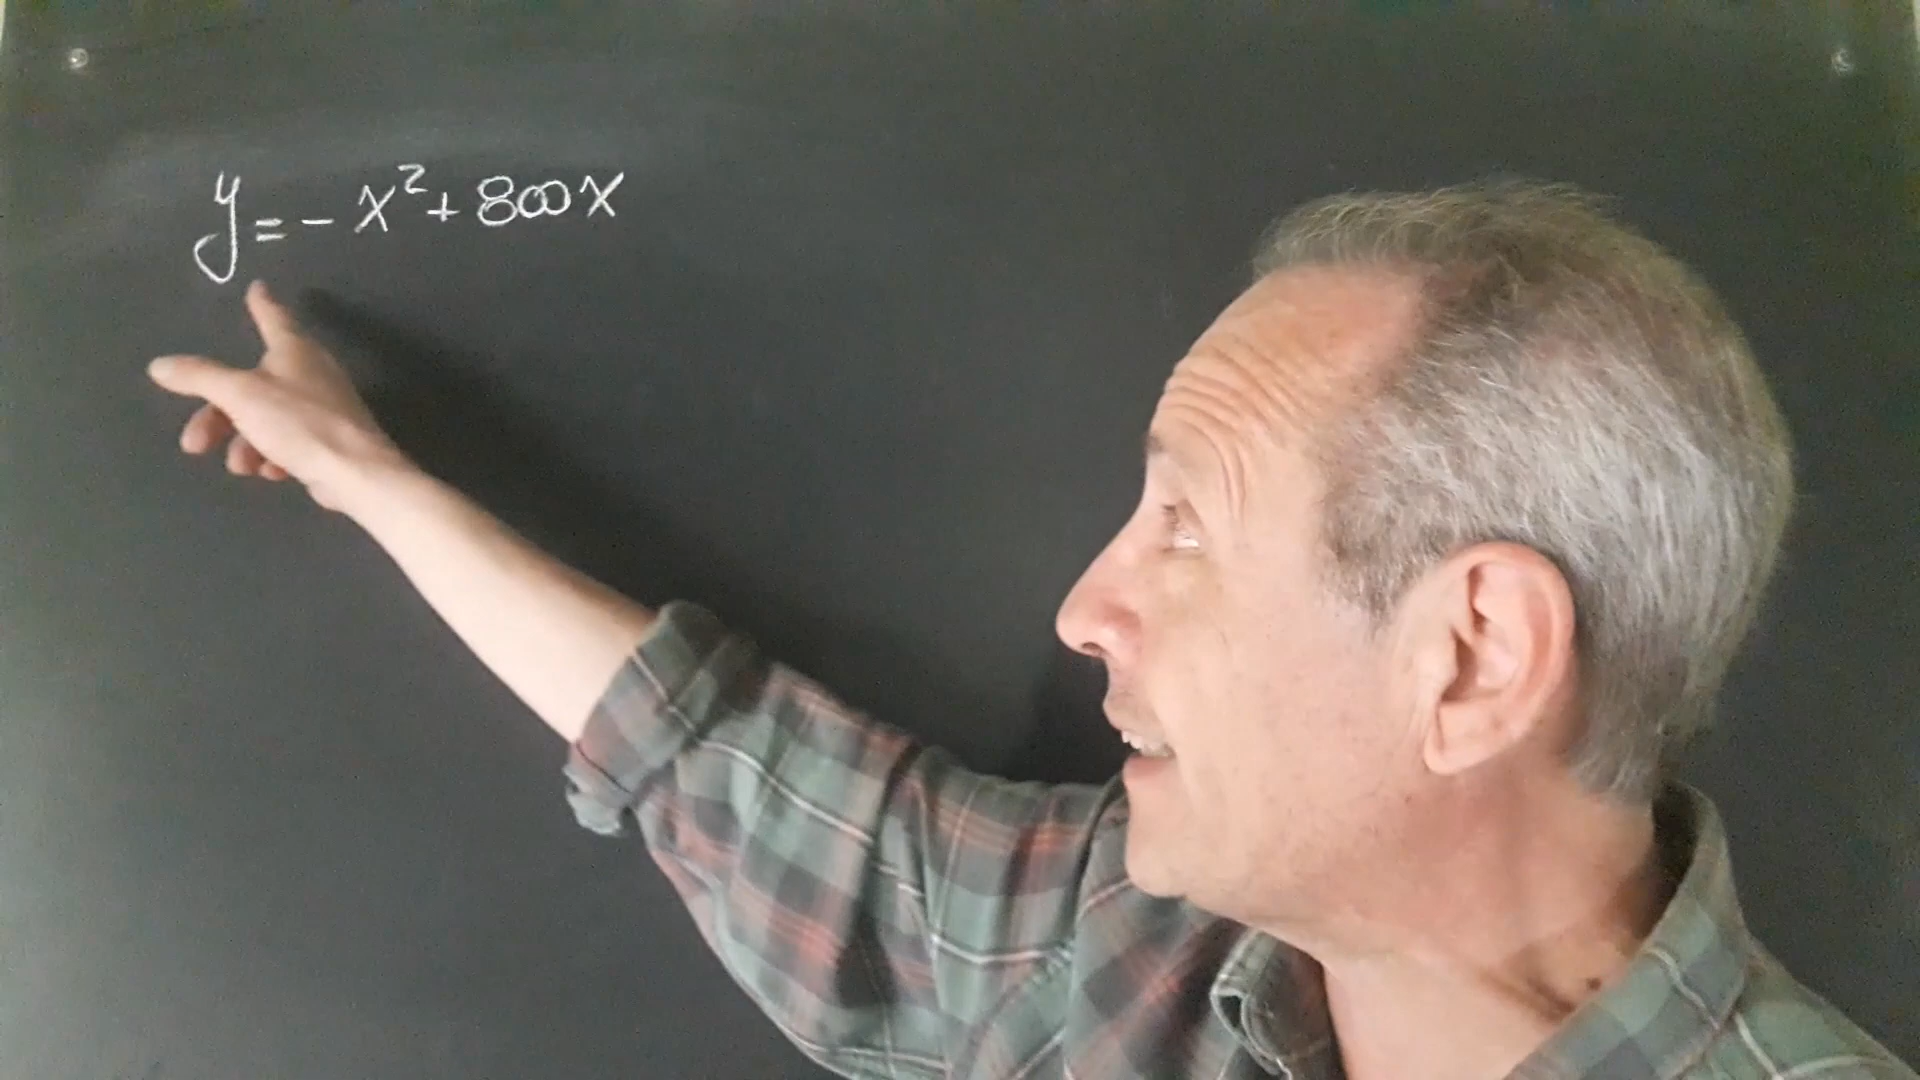 y = - x² + 800x